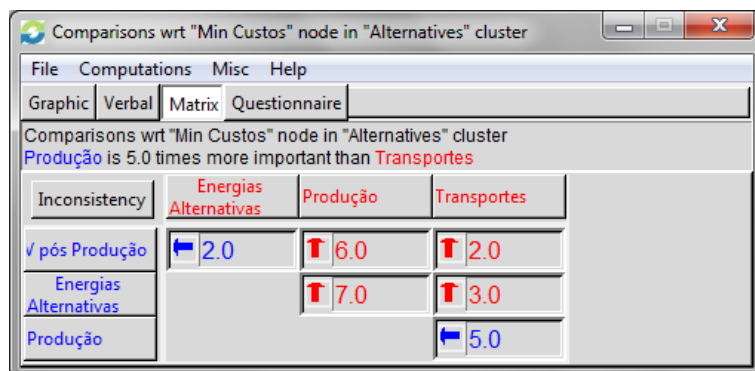 Comparisons wrt "Min Custos" node in "Alternatives" cluster
File Computations Misc Help
Graphic Verbal Matrix Questionnaire
Comparisons wrt "Min Custos" node in "Alternatives" cluster
Produção is 5.0 times more important than Transportes
Inconsistency
Energias
Alternativas
Produção
Transportes
pós Produção
2.0
6.0
2.0
Energias
Alternativas
7.0
3.0
Produção
5.0